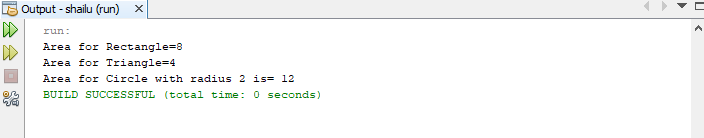 Output - shailu (run)
run:
Area for Rectangle=8
Area for Triangle=4
Area for Circle with radius 2 is= 12
BUILD SUCCESSFUL (total time: 0 seconds)